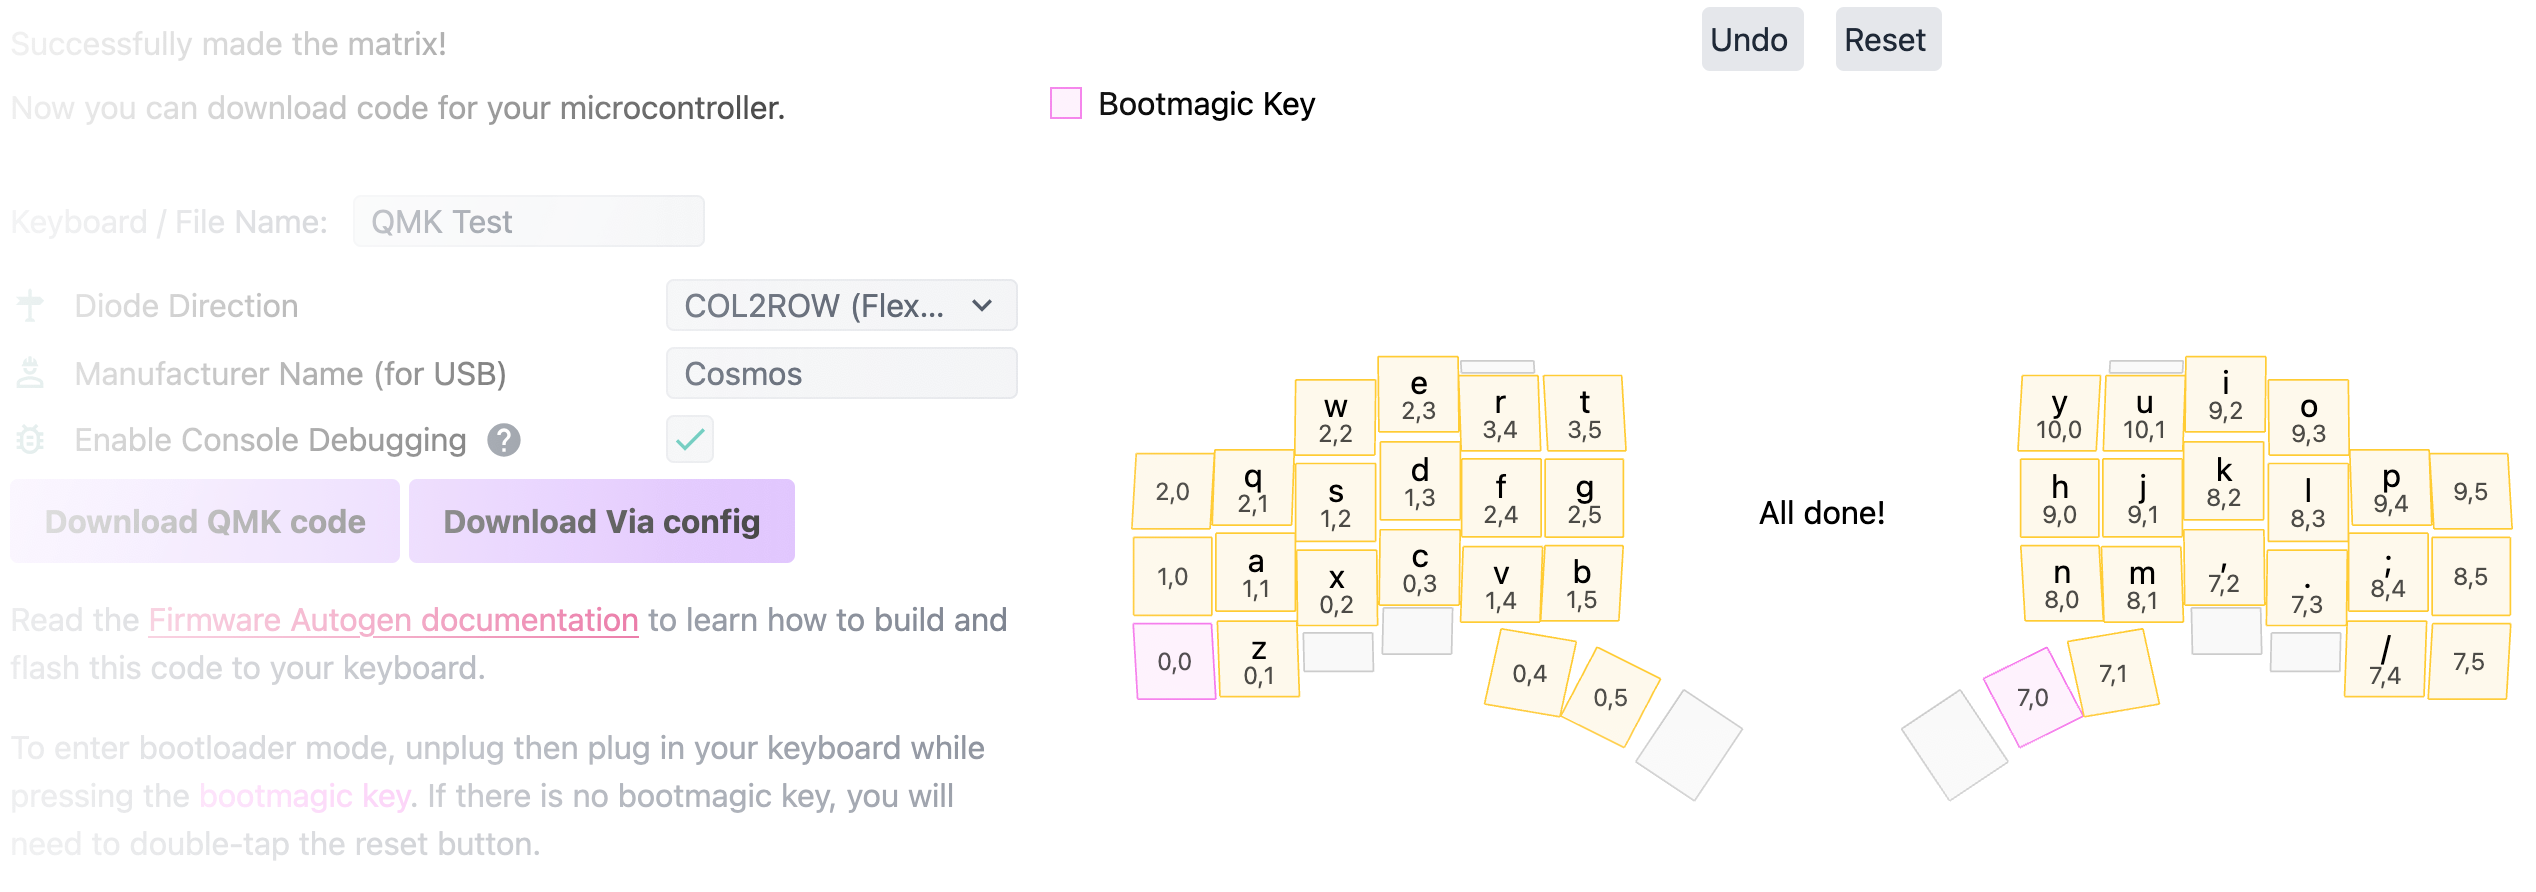 Successfully made the matrix!
Now you can download code for your microcontroller.
Keyboard / File Name: QMK Test
Diode Direction COL2ROW (Flex...
Manufacturer Name (for USB) Cosmos
Enable Console Debugging ?
Download QMK code Download Via config
Read the Firmware Autogen documentation to learn how to build and
flash this code to your keyboard.
To enter bootloader mode, unplug then plug in your keyboard while
pressing the bootmagic key. If there is no bootmagic key, you will
need to double-tap the reset button.
Undo Reset
Bootmagic Key
w e r t
2,2 2,3 3,4 3,5
q s d f g
2,0 2,1 1,2 1,3 2,4 2,5
a x c v b
1,0 1,1 0,2 0,3 1,4 1,5
z
0,0 0,1 0,4 0,5
All done!
y u i o
10,0 10,1 9,2 9,3
h j k l p
9,0 9,1 8,2 8,3 9,4 9,5
n m , . ;
8,0 8,1 7,2 7,3 8,4 8,5
/
7,0 7,1 7,4 7,5